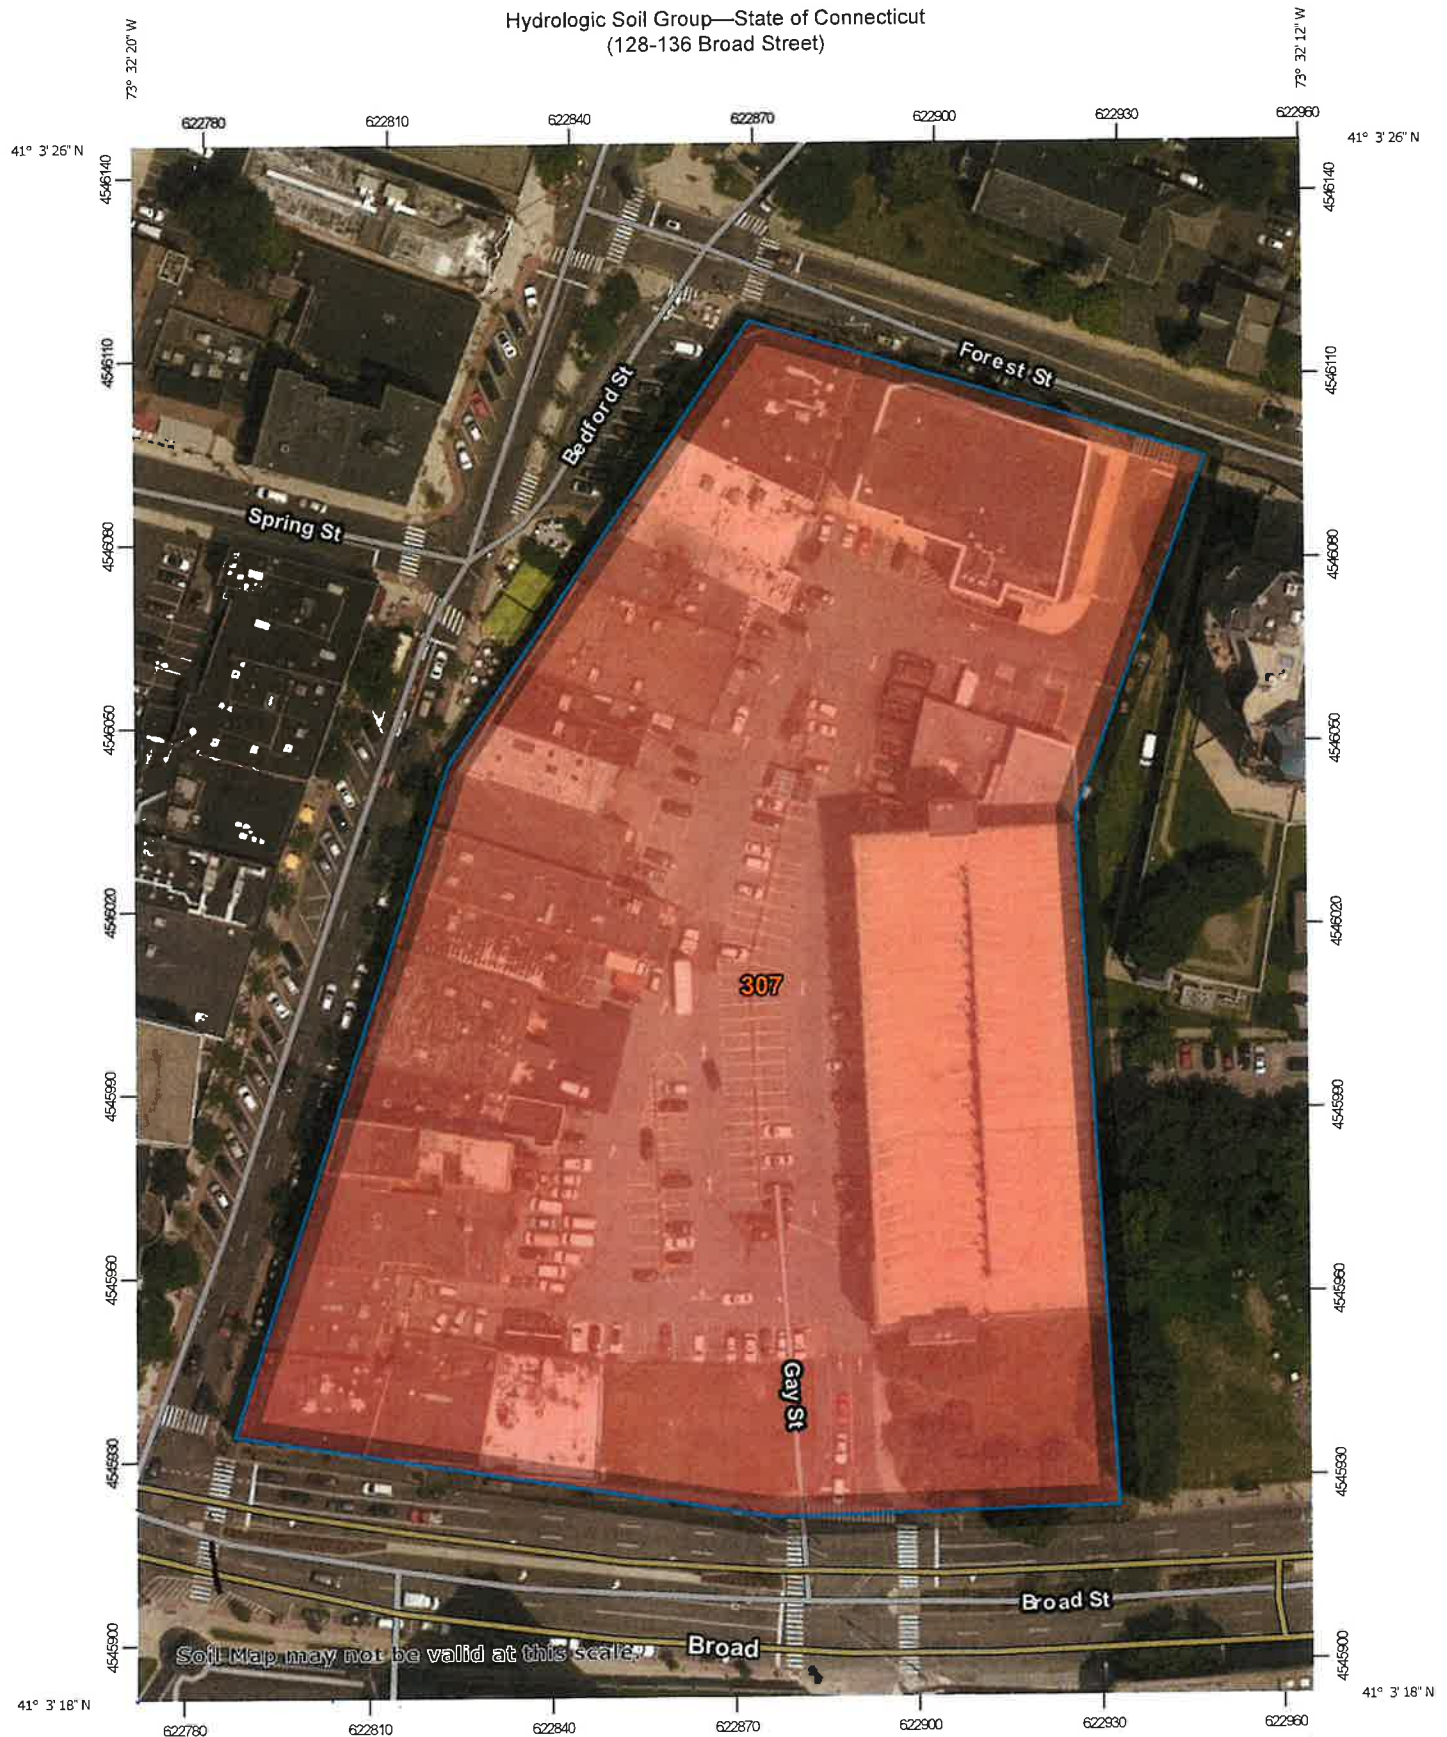 Hydrologic Soil Group—State of Connecticut
(128-136 Broad Street)
73° 32' 20" W
73° 32' 12" W
622780
622810
622840
622870
622900
622930
622960
41° 3' 26" N
41° 3' 26" N
4546140
4546140
4546110
4546110
Forest St
Bedford St
Spring St
4546080
4546080
4546050
4546050
4546020
4546020
307
4545990
4545990
4545960
4545960
Gay St
4545930
4545930
Broad St
Broad
Soil Map may not be valid at this scale.
4545900
4545900
41° 3' 18" N
41° 3' 18" N
622780
622810
622840
622870
622900
622930
622960